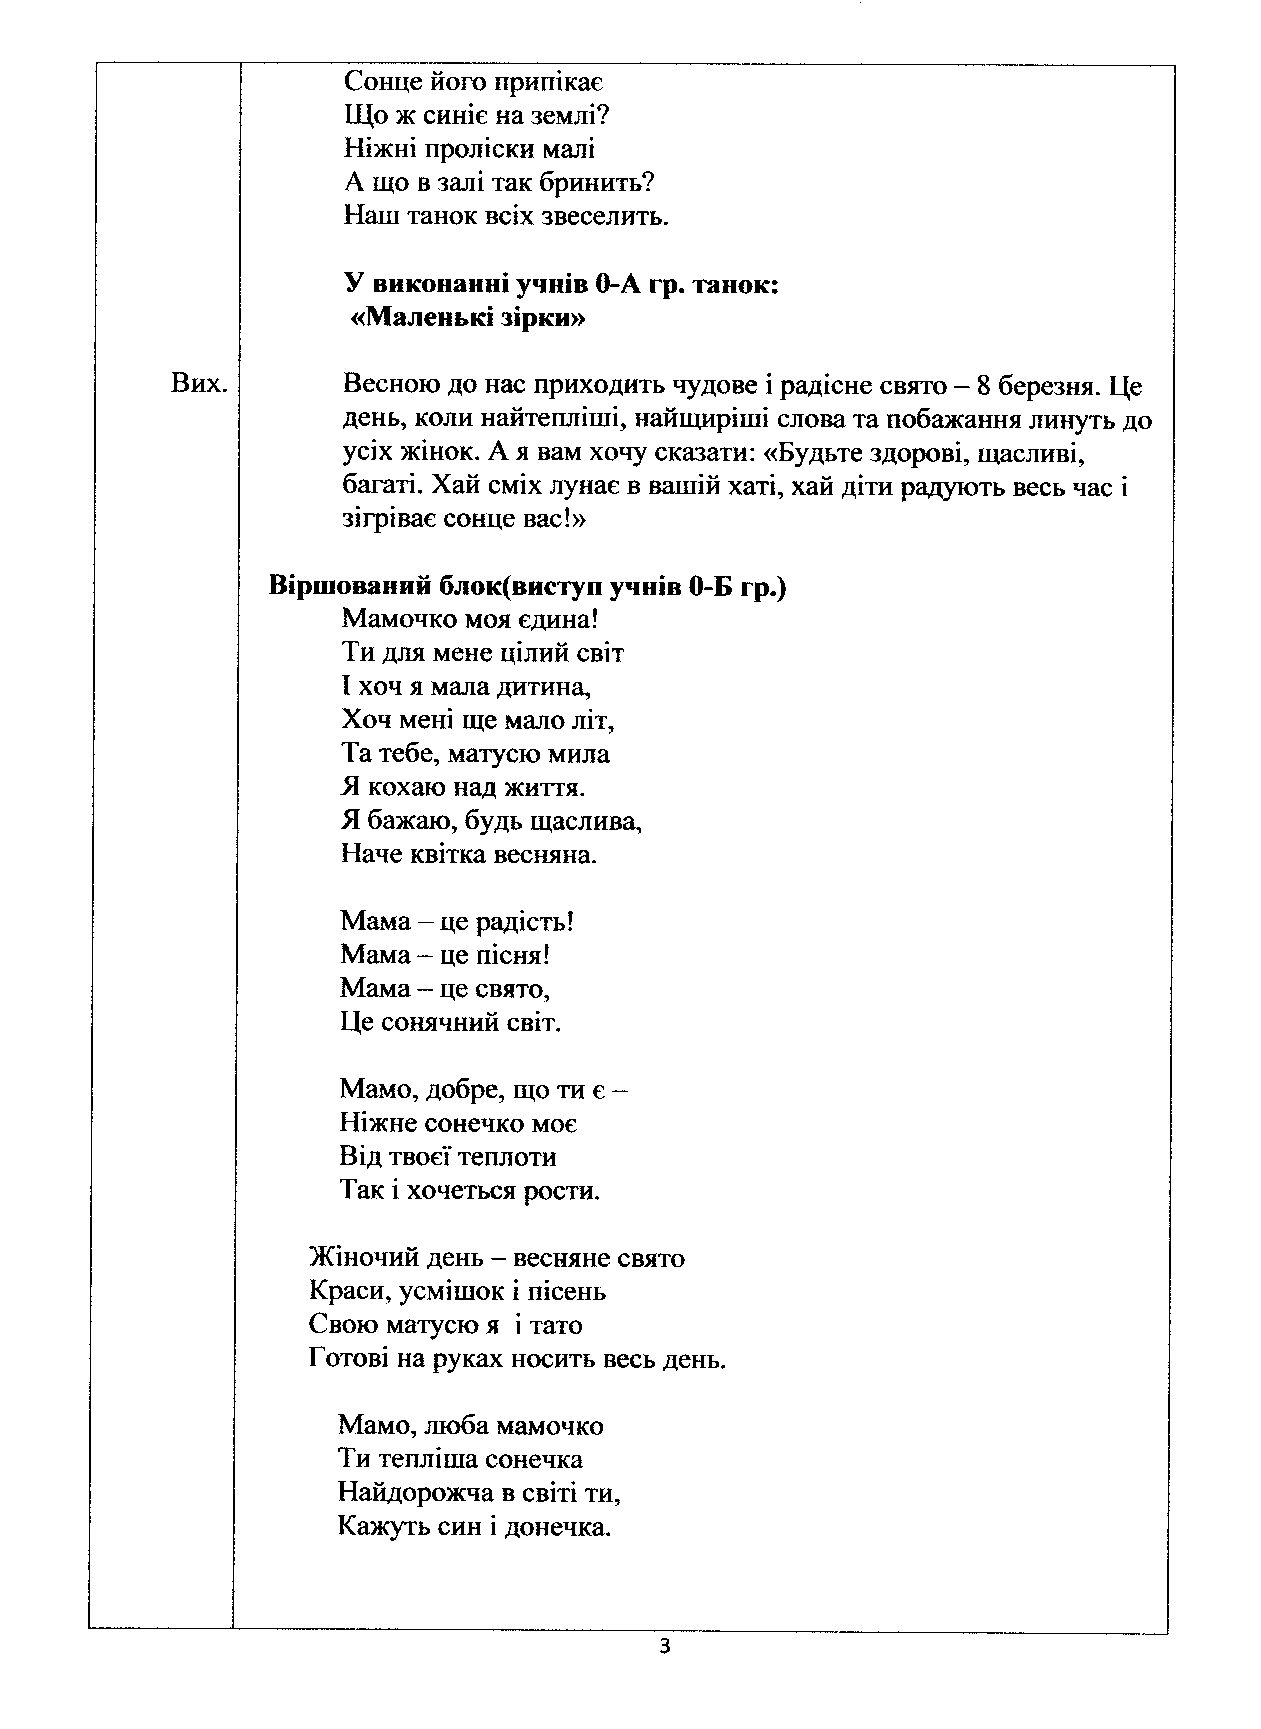 Сонце його припікає
Що ж синіє на землі?
Ніжні проліски малі
А що в залі так бринить?
Наш танок всіх звеселить.
У виконанні учнів 0-А гр. танок:
«Маленькі зірки»
Вих. Весною до нас приходить чудове і радісне свято – 8 березня. Це
день, коли найтепліші, найщиріші слова та побажання линуть до
усіх жінок. А я вам хочу сказати: «Будьте здорові, щасливі,
багаті. Хай сміх лунає в вашій хаті, хай діти радують весь час і
зігріває сонце вас!»
Віршований блок(виступ учнів 0-Б гр.)
Мамочко моя єдина!
Ти для мене цілий світ
І хоч я мала дитина,
Хоч мені ще мало літ,
Та тебе, матусю мила
Я кохаю над життя.
Я бажаю, будь щаслива,
Наче квітка весняна.
Мама – це радість!
Мама – це пісня!
Мама – це свято,
Це сонячний світ.
Мамо, добре, що ти є –
Ніжне сонечко моє
Від твоєї теплоти
Так і хочеться рости.
Жіночий день – весняне свято
Краси, усмішок і пісень
Свою матусю я і тато
Готові на руках носить весь день.
Мамо, люба мамочко
Ти тепліша сонечка
Найдорожча в світі ти,
Кажуть син і донечка.
3